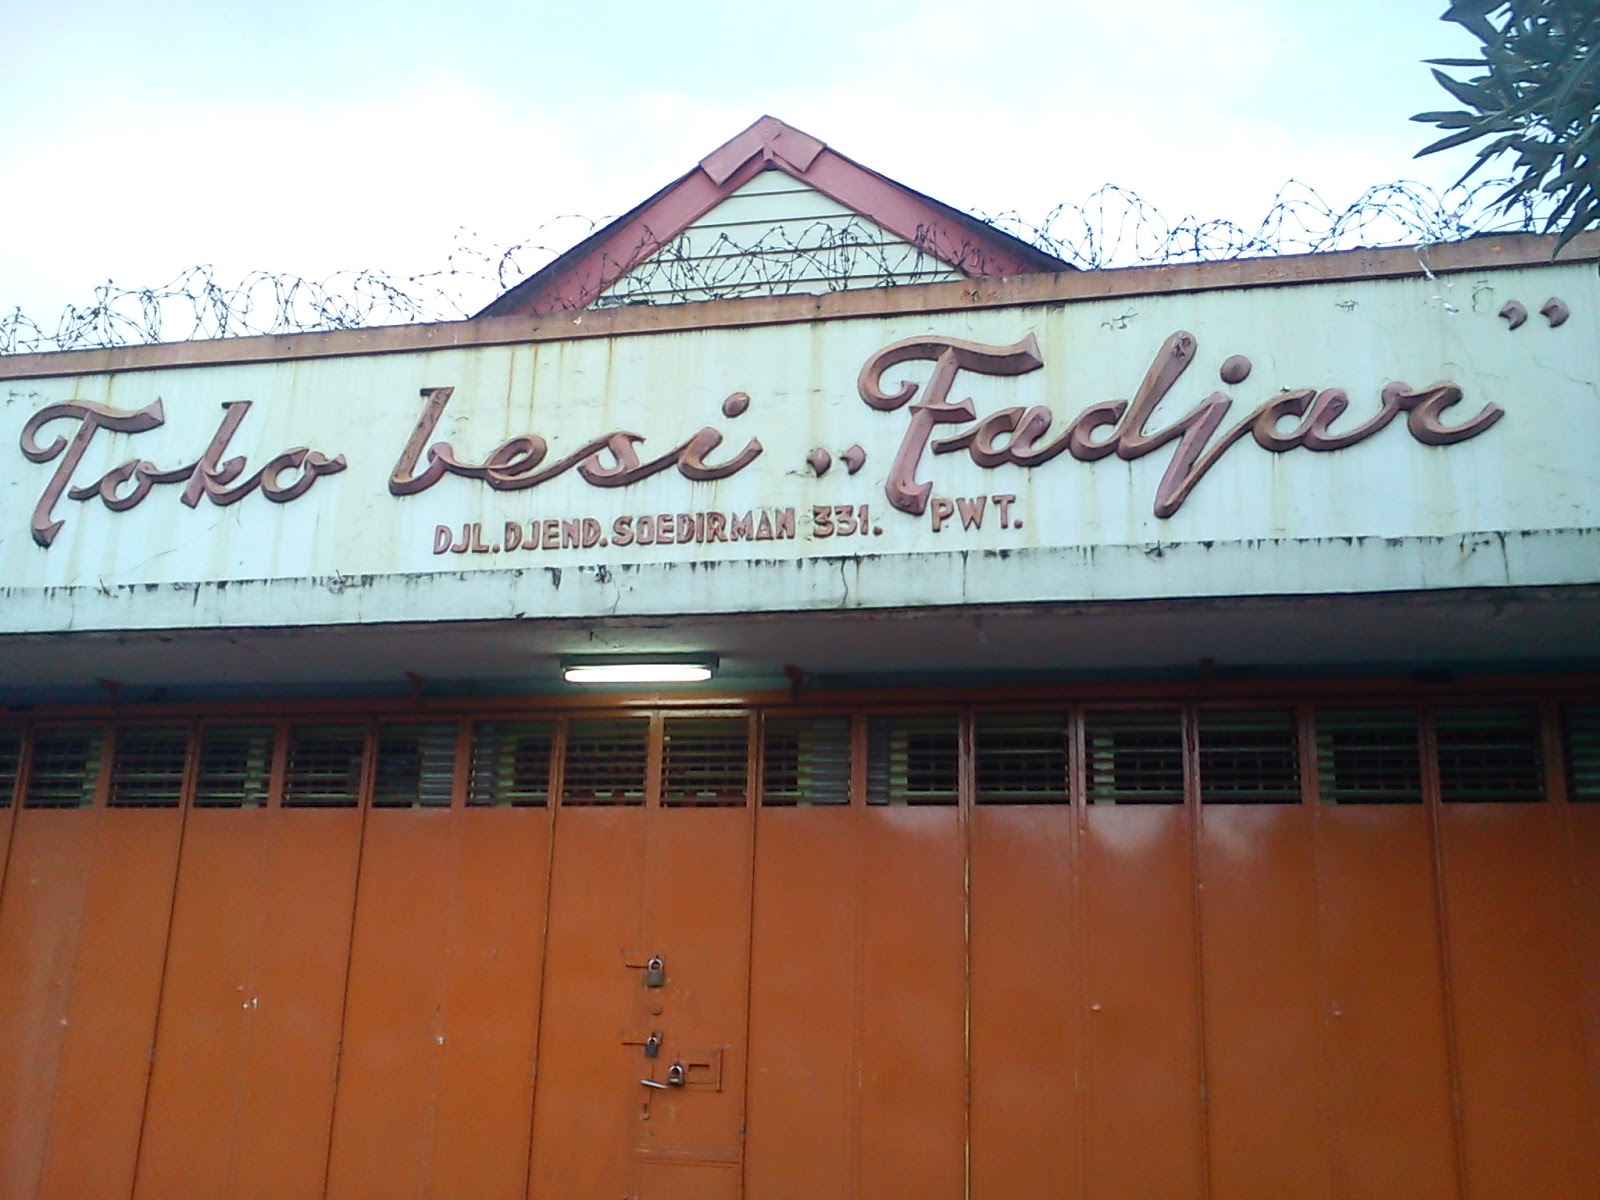 Toko besi „Fadjar”
DJL. DJEND. SOEDIRMAN 331. PWT.